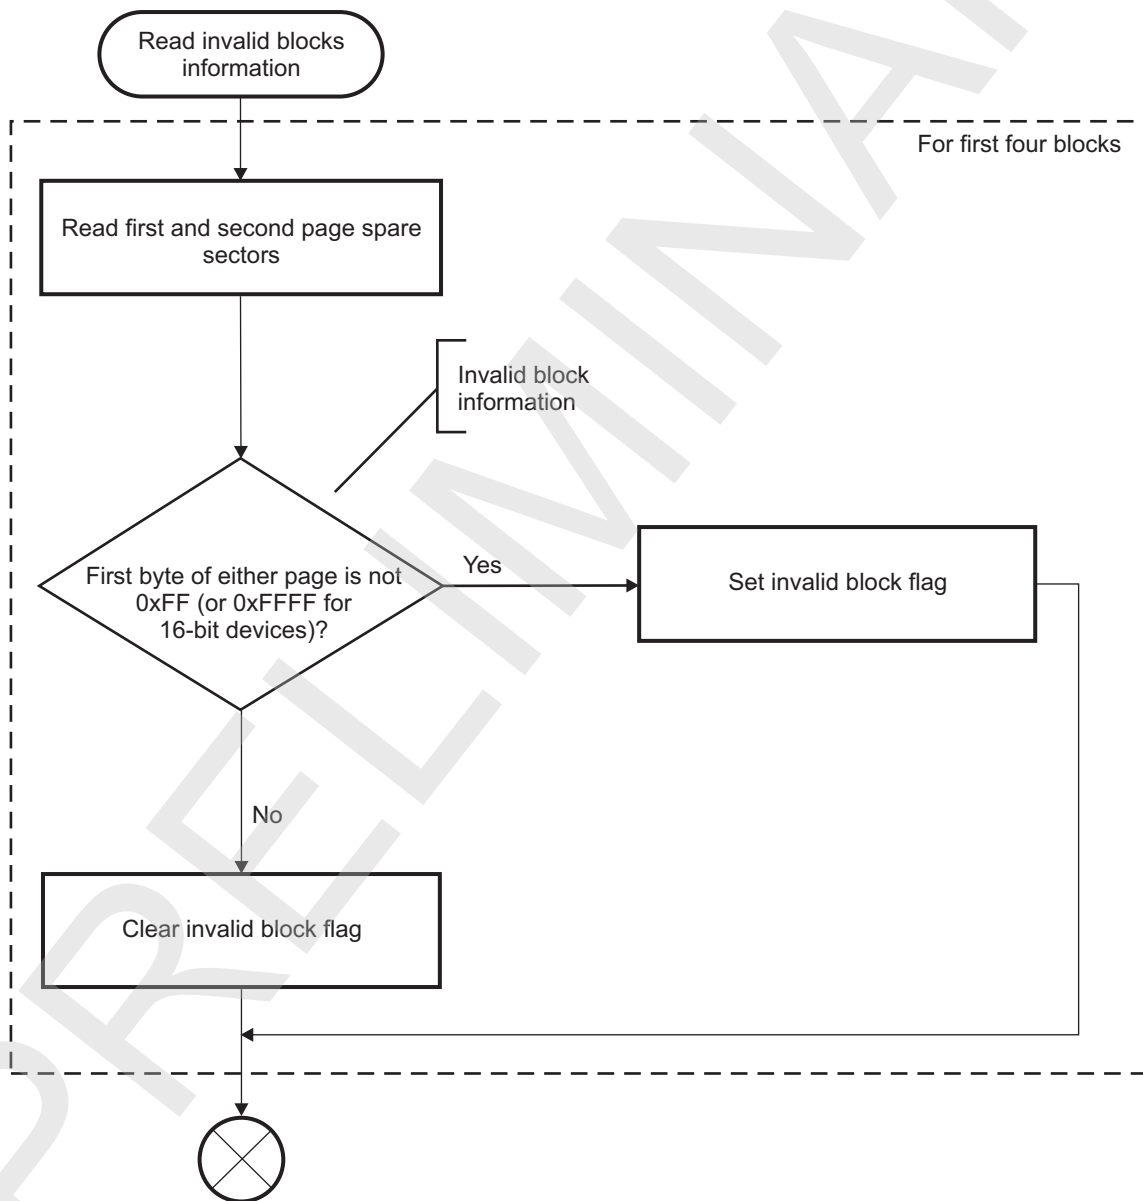 Read invalid blocks
information
For first four blocks
Read first and second page spare
sectors
Invalid block
information
First byte of either page is not
0xFF (or 0xFFFF for
16-bit devices)?
Yes
Set invalid block flag
No
Clear invalid block flag
PRELIMINA